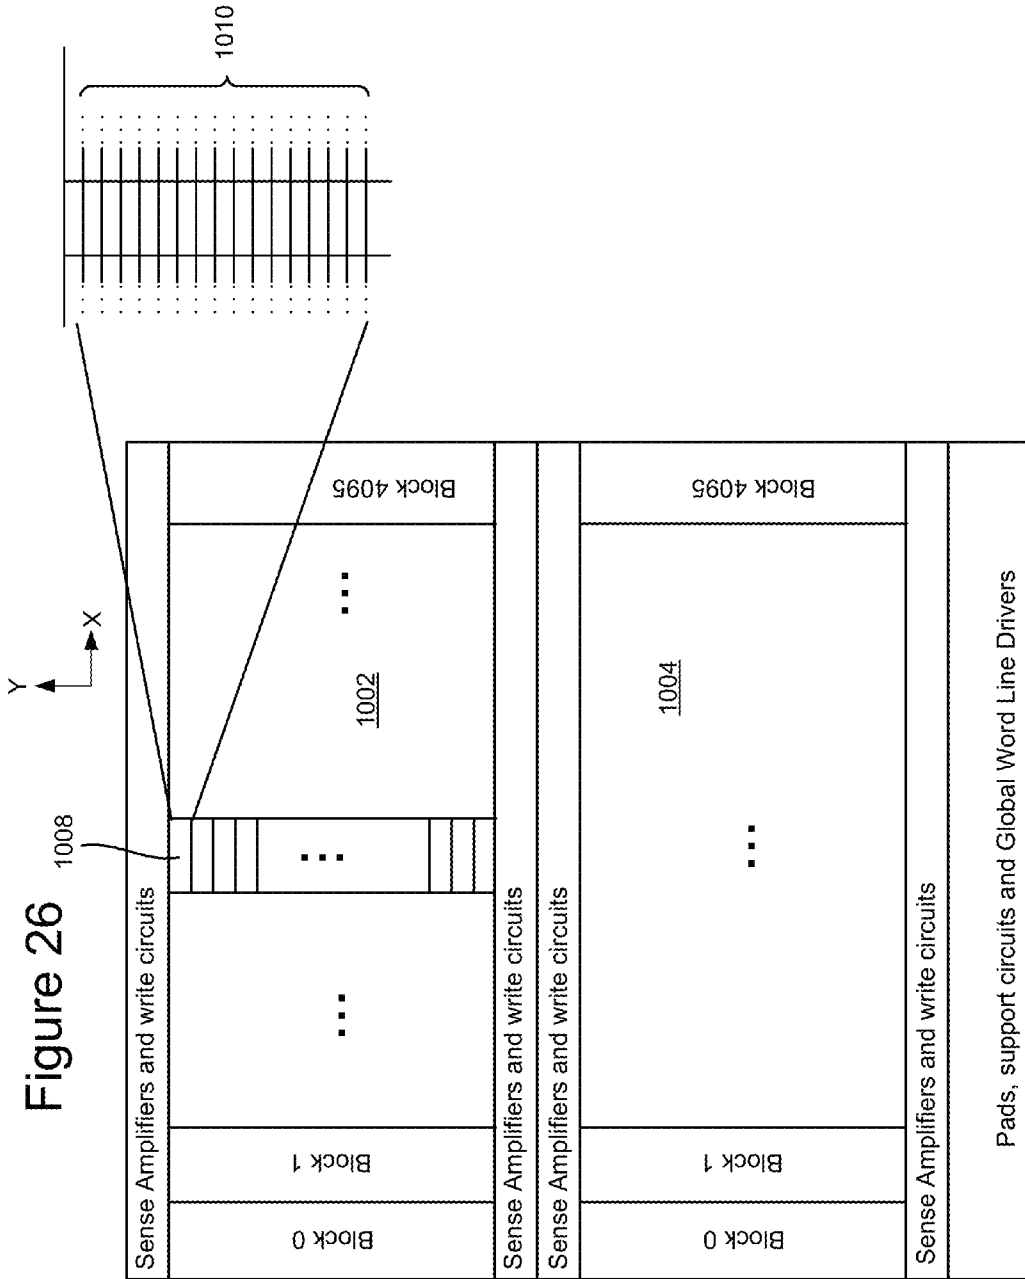 Figure 26
Y
X
1008
1010
Sense Amplifiers and write circuits
Block 0
Block 1
...
...
...
1002
Block 4095
Sense Amplifiers and write circuits
Sense Amplifiers and write circuits
Block 0
Block 1
...
1004
Block 4095
Sense Amplifiers and write circuits
Pads, support circuits and Global Word Line Drivers